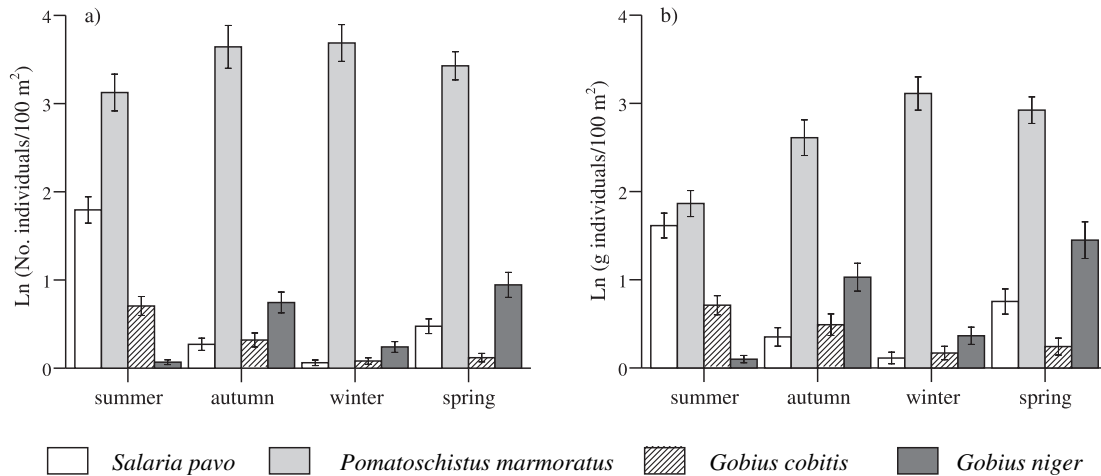 a)
Ln (No. individuals/100 m²)
4
3
2
1
0
summer autumn winter spring
b)
Ln (g individuals/100 m²)
4
3
2
1
0
summer autumn winter spring
Salaria pavo Pomatoschistus marmoratus Gobius cobitis Gobius niger